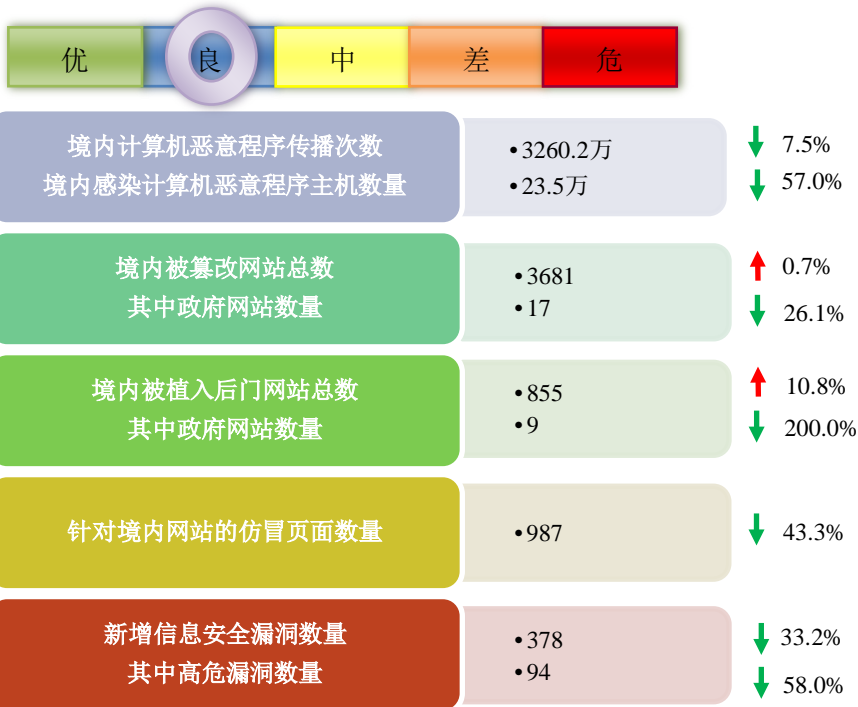 优 良 中 差 危
境内计算机恶意程序传播次数
境内感染计算机恶意程序主机数量
•3260.2万
•23.5万
7.5%
57.0%
境内被篡改网站总数
其中政府网站数量
•3681
•17
0.7%
26.1%
境内被植入后门网站总数
其中政府网站数量
•855
•9
10.8%
200.0%
针对境内网站的仿冒页面数量
•987
43.3%
新增信息安全漏洞数量
其中高危漏洞数量
•378
•94
33.2%
58.0%